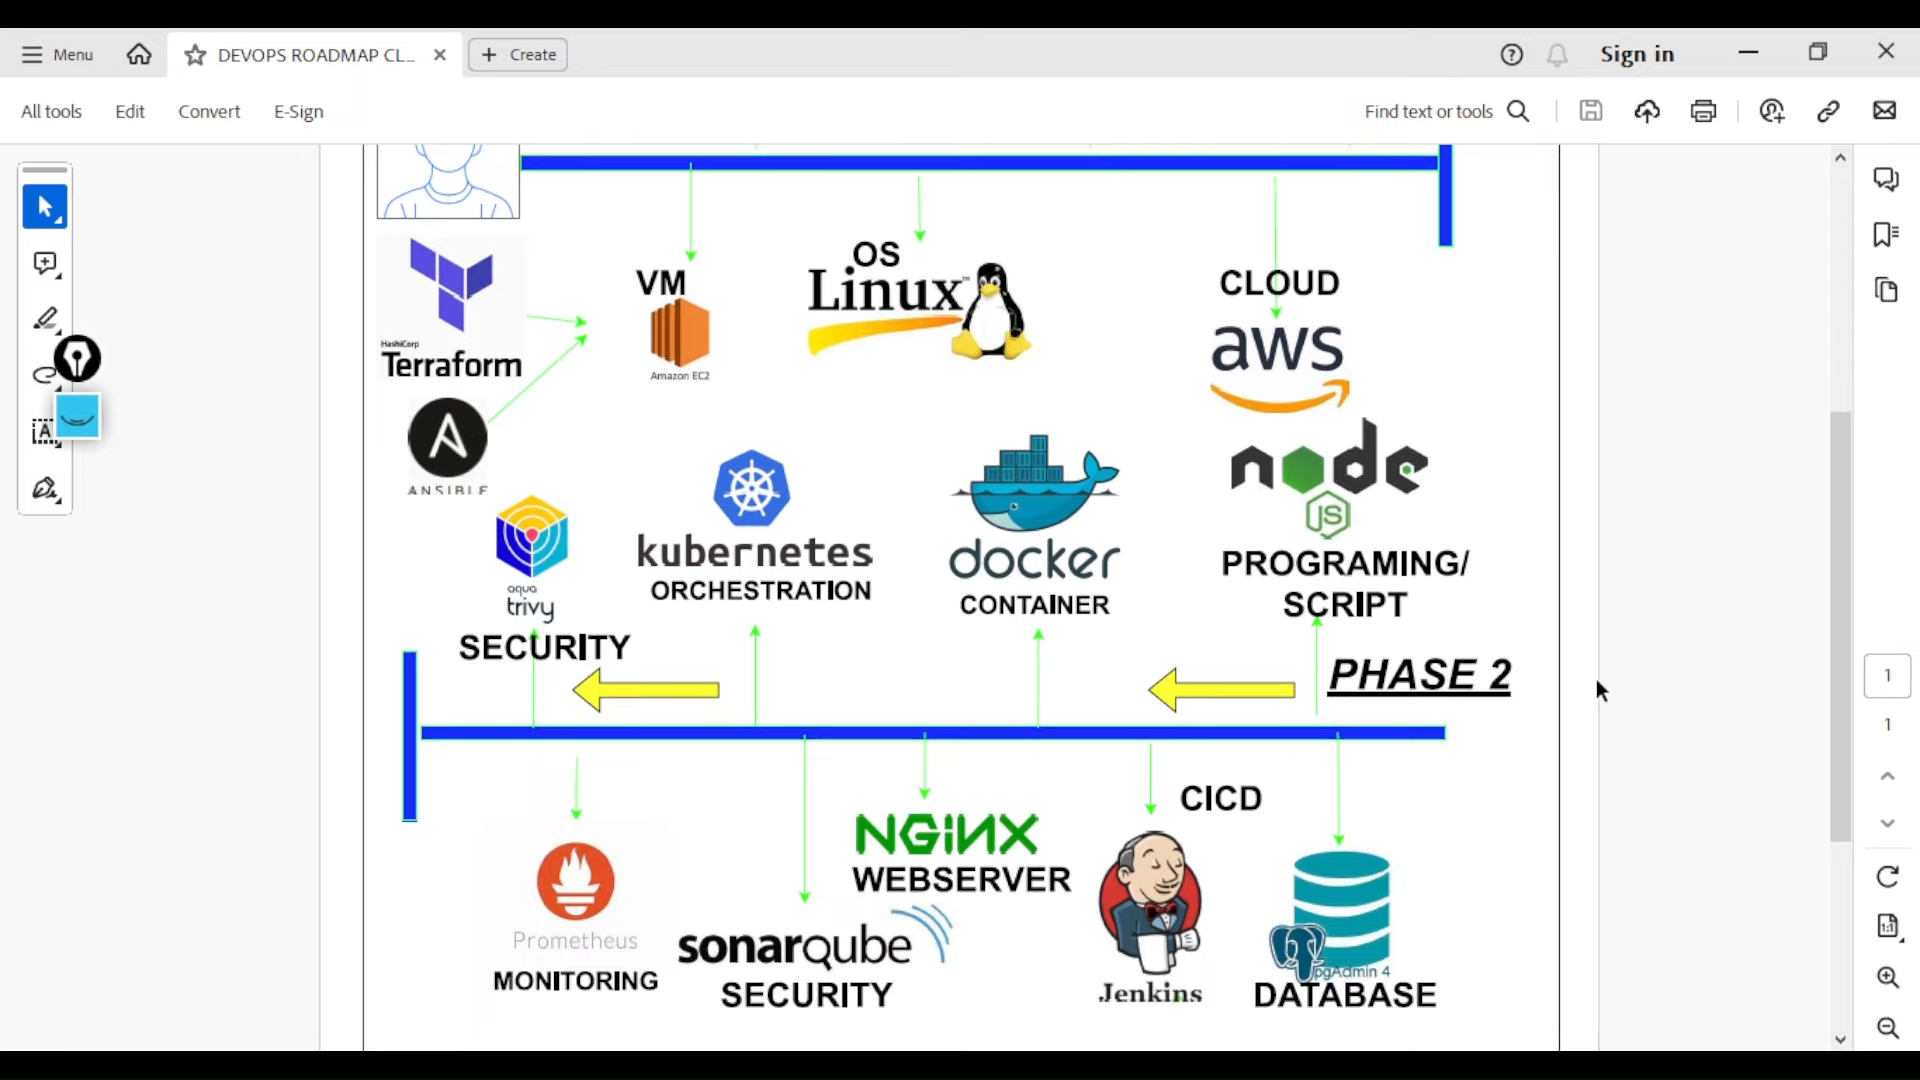 Menu
DEVOPS ROADMAP CL...
Create
Sign in
All tools
Edit
Convert
E-Sign
Find text or tools
VM
OS
Linux™
CLOUD
aws
HashiCorp
Terraform
Amazon EC2
ANSIBLE
node
JS
aqua
trivy
kubernetes
docker
PROGRAMING/
SCRIPT
ORCHESTRATION
CONTAINER
SECURITY
PHASE 2
1
1
CICD
NGiNX
WEBSERVER
Prometheus
MONITORING
sonarqube
SECURITY
Jenkins
pgAdmin 4
DATABASE